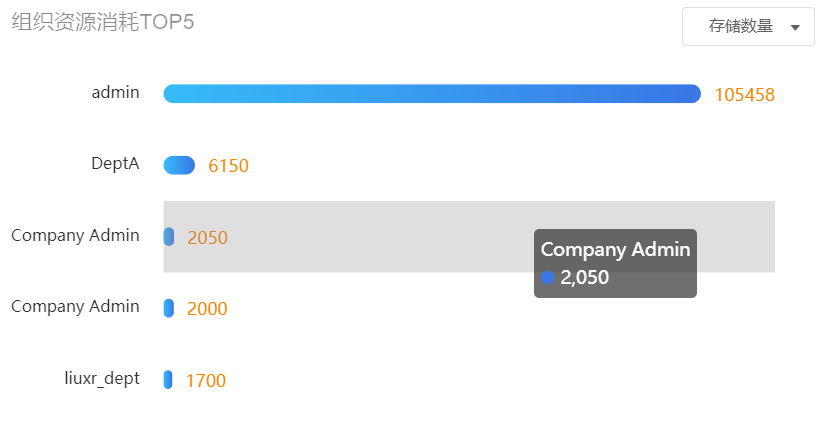 组织资源消耗TOP5
存储数量
admin
105458
DeptA
6150
Company Admin
2050
Company Admin
2,050
Company Admin
2000
liuxr_dept
1700